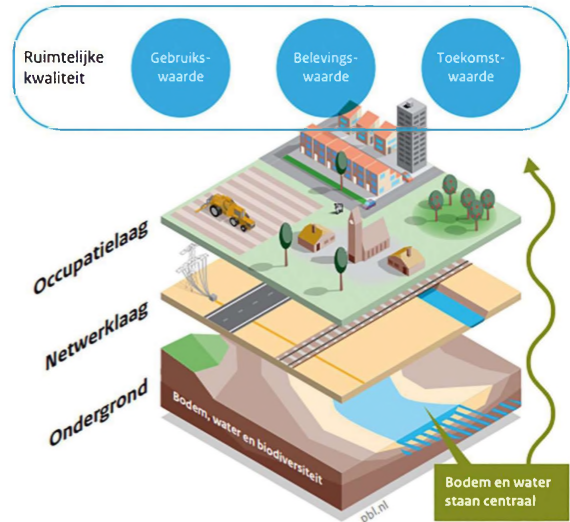 Ruimtelijke
kwaliteit
Gebruiks-
waarde
Belevings-
waarde
Toekomst-
waarde
Occupatielaag
Netwerklaag
Ondergrond
Bodem, water en biodiversiteit
Bodem en water
staan centraal
pbl.nl